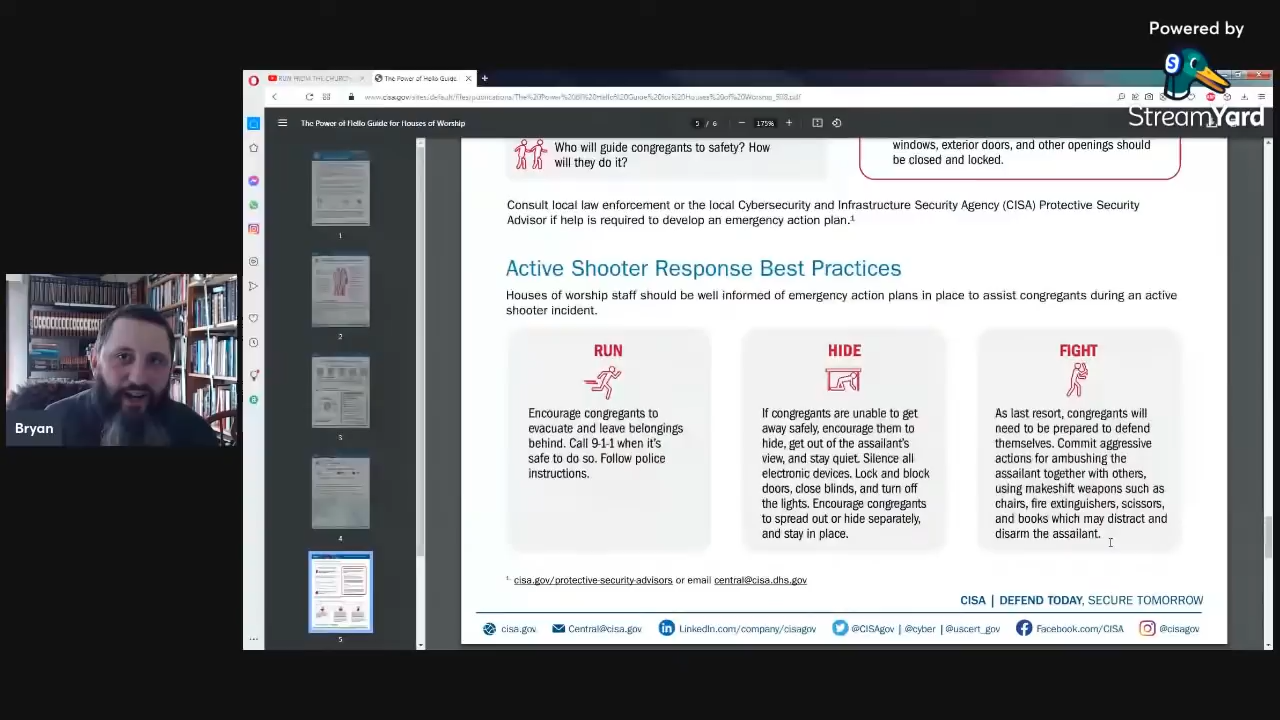 Powered by
StreamYard
RUN FROM THE CHURCH
The Power of Hello Guide
The Power of Hello Guide for Houses of Worship
5 / 6
175%
Who will guide congregants to safety? How
will they do it?
windows, exterior doors, and other openings should
be closed and locked.
Consult local law enforcement or the local Cybersecurity and Infrastructure Security Agency (CISA) Protective Security
Advisor if help is required to develop an emergency action plan.1
Active Shooter Response Best Practices
Houses of worship staff should be well informed of emergency action plans in place to assist congregants during an active
shooter incident.
RUN
Encourage congregants to
evacuate and leave belongings
behind. Call 9-1-1 when it's
safe to do so. Follow police
instructions.
HIDE
If congregants are unable to get
away safely, encourage them to
hide, get out of the assailant's
view, and stay quiet. Silence all
electronic devices. Lock and block
doors, close blinds, and turn off
the lights. Encourage congregants
to spread out or hide separately,
and stay in place.
FIGHT
As last resort, congregants will
need to be prepared to defend
themselves. Commit aggressive
actions for ambushing the
assailant together with others,
using makeshift weapons such as
chairs, fire extinguishers, scissors,
and books which may distract and
disarm the assailant.
1. cisa.gov/protective-security-advisors or email central@cisa.dhs.gov
CISA | DEFEND TODAY, SECURE TOMORROW
cisa.gov
Central@cisa.gov
LinkedIn.com/company/cisagov
@CISAgov | @cyber | @uscert_gov
Facebook.com/CISA
@cisagov
1
2
3
4
5
Bryan